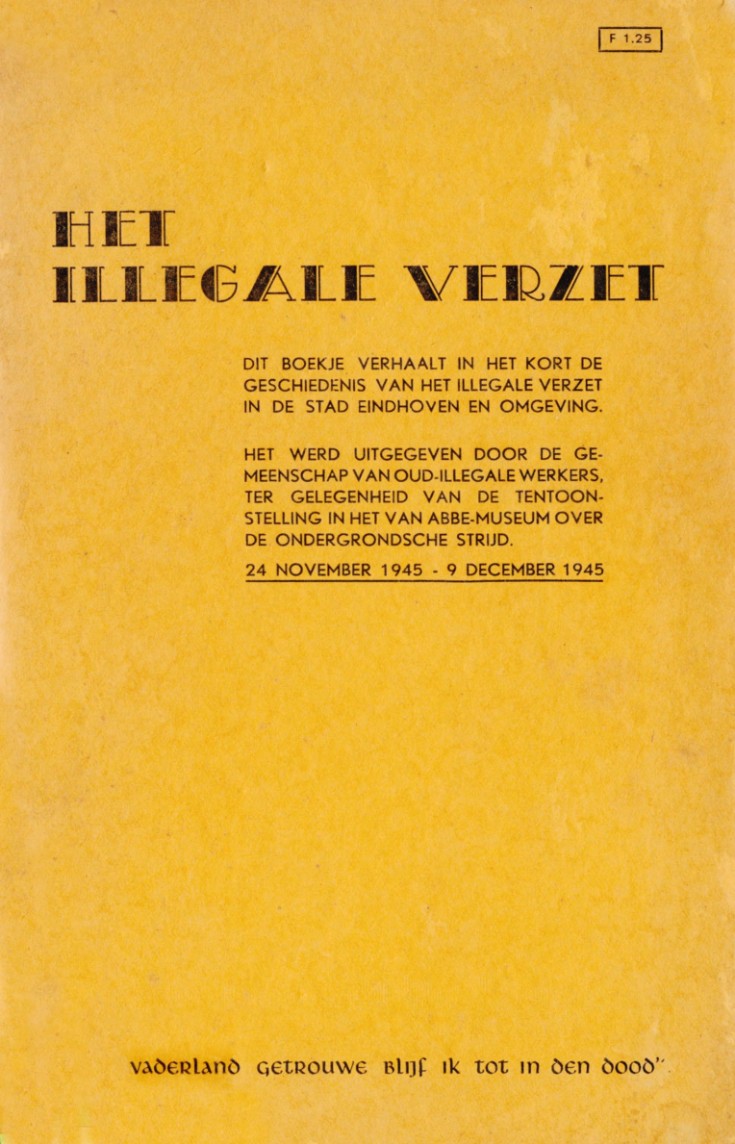 F 1.25
HET
ILLEGALE VERZET
DIT BOEKJE VERHAALT IN HET KORT DE
GESCHIEDENIS VAN HET ILLEGALE VERZET
IN DE STAD EINDHOVEN EN OMGEVING.
HET WERD UITGEGEVEN DOOR DE GE-
MEENSCHAP VAN OUD-ILLEGALE WERKERS,
TER GELEGENHEID VAN DE TENTOON-
STELLING IN HET VAN ABBE-MUSEUM OVER
DE ONDERGRONDSCHE STRIJD.
24 NOVEMBER 1945 - 9 DECEMBER 1945
VADERLAND GETROUWE BLIJF IK TOT IN DEN DOOD"